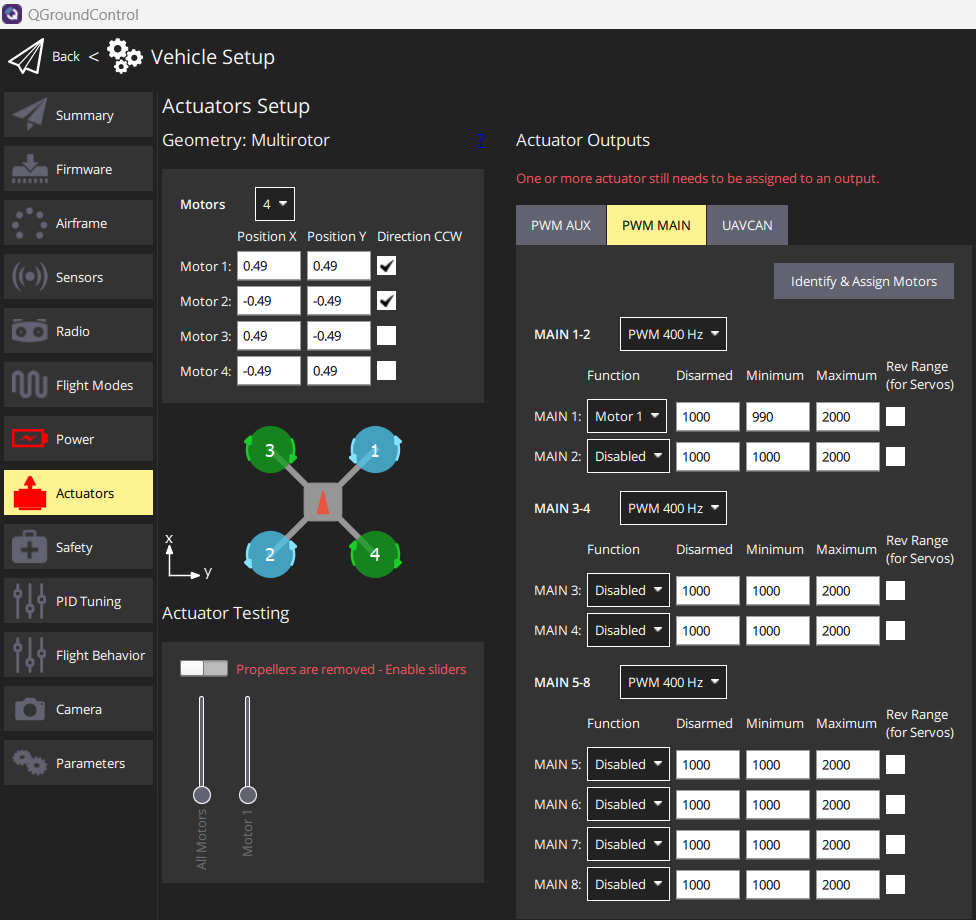 QGroundControl
Back < Vehicle Setup
Summary
Firmware
Airframe
Sensors
Radio
Flight Modes
Power
Actuators
Safety
PID Tuning
Flight Behavior
Camera
Parameters
Actuators Setup
Geometry: Multirotor ?
Motors 4
Position X Position Y Direction CCW
Motor 1: 0.49 0.49
Motor 2: -0.49 -0.49
Motor 3: 0.49 -0.49
Motor 4: -0.49 0.49
3 1
2 4
x
y
Actuator Testing
Propellers are removed - Enable sliders
All Motors
Motor 1
Actuator Outputs
One or more actuator still needs to be assigned to an output.
PWM AUX PWM MAIN UAVCAN
Identify & Assign Motors
MAIN 1-2 PWM 400 Hz
Function Disarmed Minimum Maximum Rev Range (for Servos)
MAIN 1: Motor 1 1000 990 2000
MAIN 2: Disabled 1000 1000 2000
MAIN 3-4 PWM 400 Hz
Function Disarmed Minimum Maximum Rev Range (for Servos)
MAIN 3: Disabled 1000 1000 2000
MAIN 4: Disabled 1000 1000 2000
MAIN 5-8 PWM 400 Hz
Function Disarmed Minimum Maximum Rev Range (for Servos)
MAIN 5: Disabled 1000 1000 2000
MAIN 6: Disabled 1000 1000 2000
MAIN 7: Disabled 1000 1000 2000
MAIN 8: Disabled 1000 1000 2000